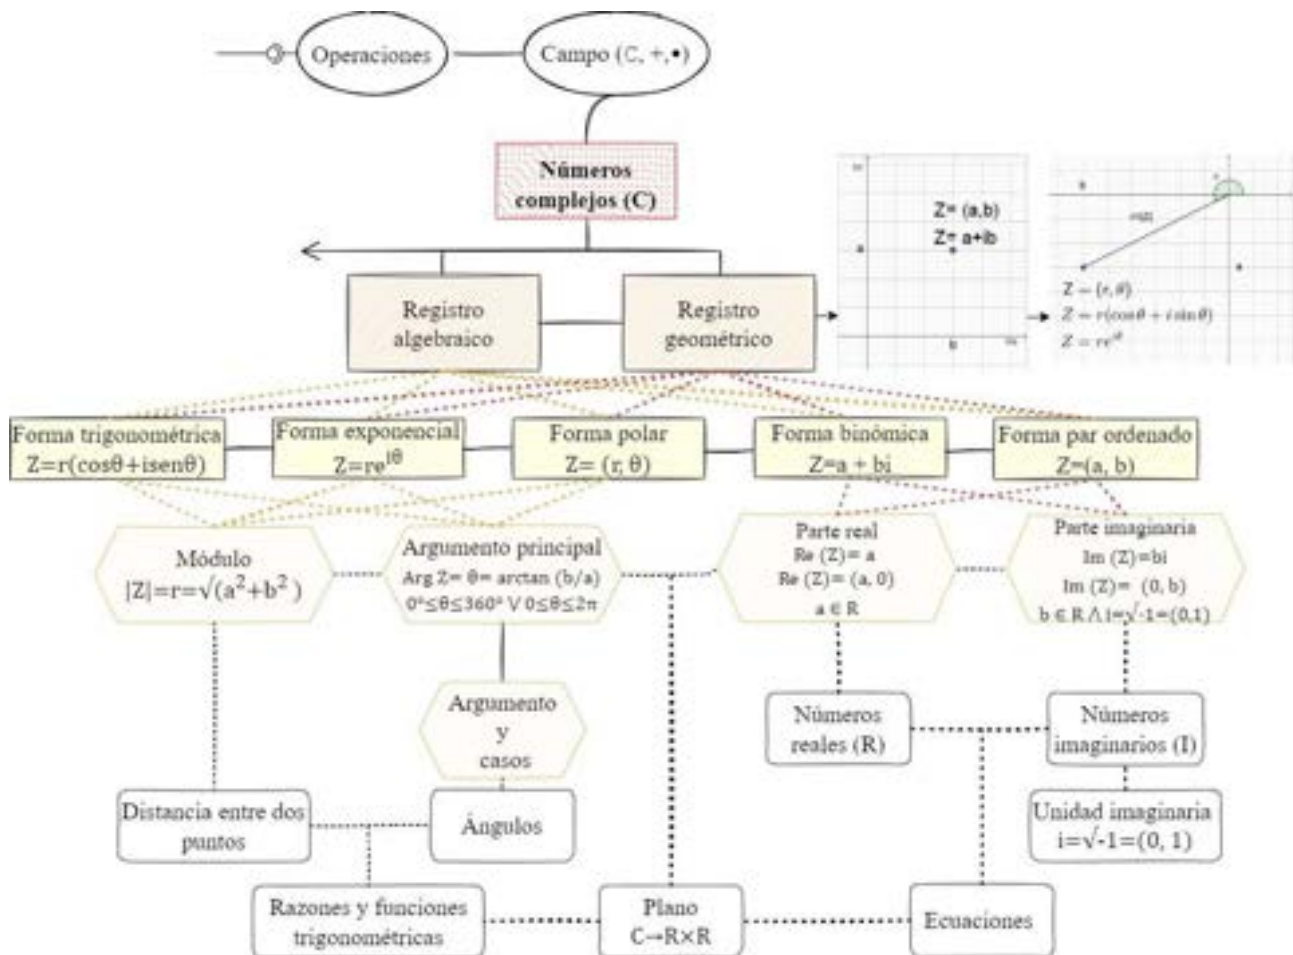 Operaciones
Campo (C, +,•)
Números
complejos (C)
Z= (a,b)
Z= a+ib
a
b
Z = (r, θ)
Z = r(cosθ + i sinθ)
Z = re^iθ
Registro
algebraico
Registro
geométrico
Forma trigonométrica
Z=r(cosθ+isenθ)
Forma exponencial
Z=re^iθ
Forma polar
Z= (r, θ)
Forma binómica
Z=a + bi
Forma par ordenado
Z=(a, b)
Módulo
|Z|=r=√(a²+b² )
Argumento principal
Arg Z= θ= arctan (b/a)
0°≤θ≤360° V 0≤θ≤2π
Parte real
Re (Z)= a
Re (Z)= (a, 0)
a ∈ R
Parte imaginaria
Im (Z)=bi
Im (Z)= (0, b)
b ∈ R ⋀ i=√-1=(0,1)
Argumento
y
casos
Números
reales (R)
Números
imaginarios (I)
Distancia entre dos
puntos
Ángulos
Unidad imaginaria
i=√-1=(0, 1)
Razones y funciones
trigonométricas
Plano
C→R×R
Ecuaciones